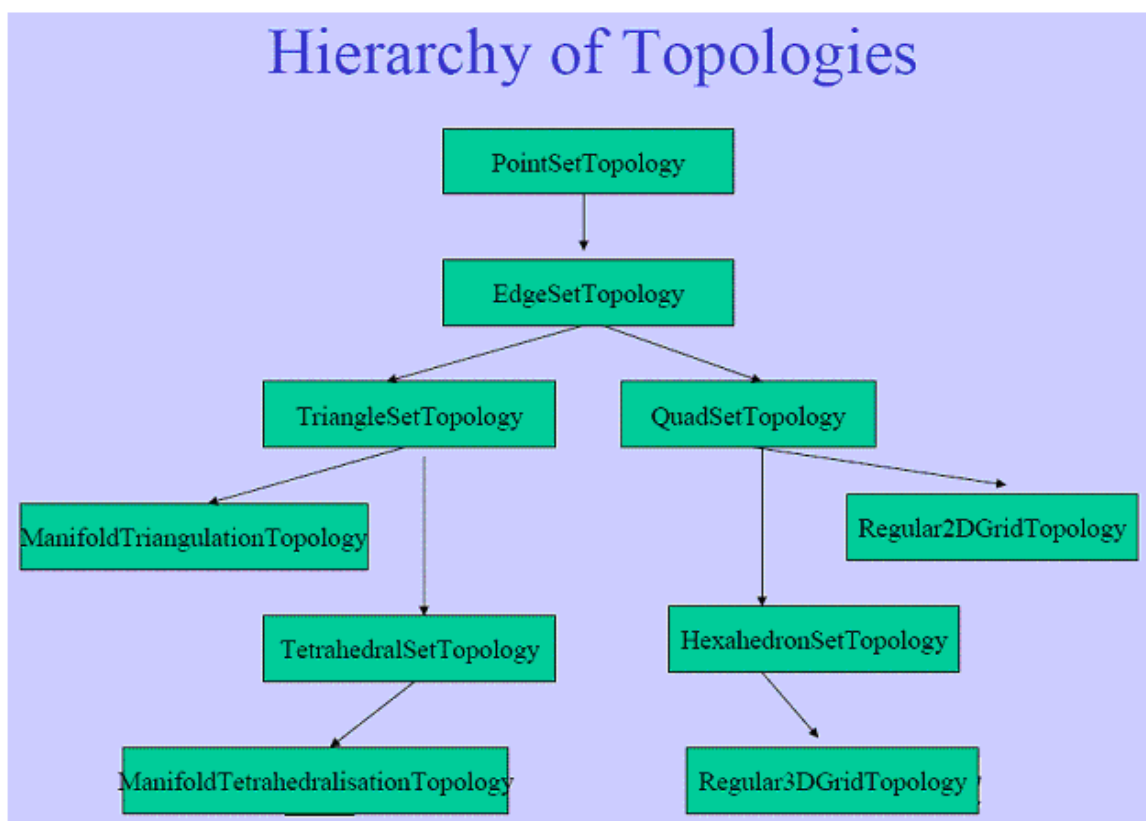 Hierarchy of Topologies
PointSetTopology
EdgeSetTopology
TriangleSetTopology
QuadSetTopology
ManifoldTriangulationTopology
Regular2DGridTopology
TetrahedralSetTopology
HexahedronSetTopology
ManifoldTetrahedralisationTopology
Regular3DGridTopology